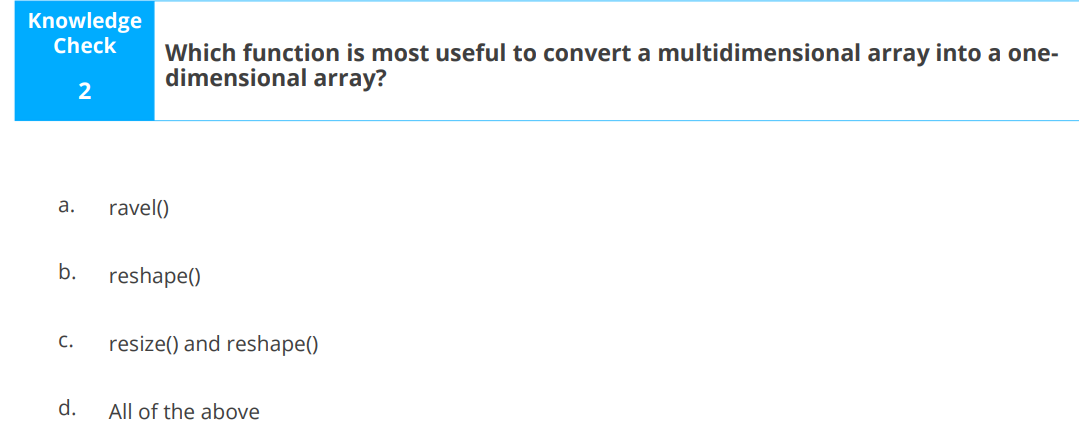 Knowledge
Check
2
Which function is most useful to convert a multidimensional array into a one-
dimensional array?
a. ravel()
b. reshape()
c. resize() and reshape()
d. All of the above